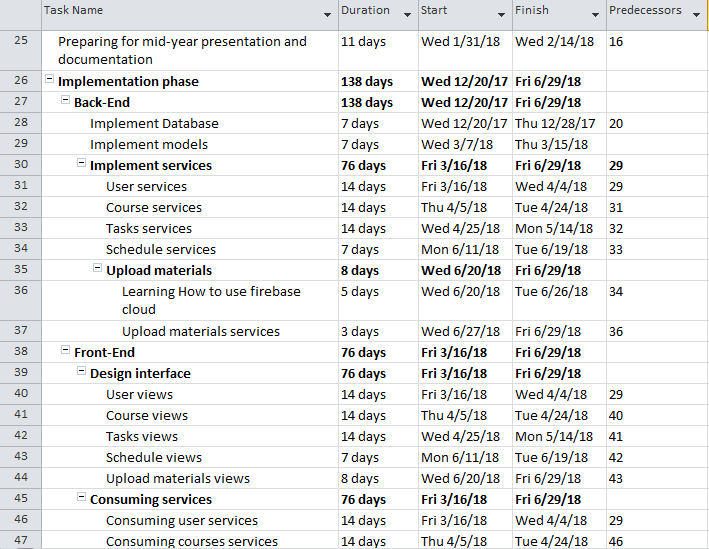 Task Name Duration Start Finish Predecessors
25 Preparing for mid-year presentation and documentation 11 days Wed 1/31/18 Wed 2/14/18 16
26 Implementation phase 138 days Wed 12/20/17 Fri 6/29/18
27 Back-End 138 days Wed 12/20/17 Fri 6/29/18
28 Implement Database 7 days Wed 12/20/17 Thu 12/28/17 20
29 Implement models 7 days Wed 3/7/18 Thu 3/15/18
30 Implement services 76 days Fri 3/16/18 Fri 6/29/18 29
31 User services 14 days Fri 3/16/18 Wed 4/4/18 29
32 Course services 14 days Thu 4/5/18 Tue 4/24/18 31
33 Tasks services 14 days Wed 4/25/18 Mon 5/14/18 32
34 Schedule services 7 days Mon 6/11/18 Tue 6/19/18 33
35 Upload materials 8 days Wed 6/20/18 Fri 6/29/18
36 Learning How to use firebase cloud 5 days Wed 6/20/18 Tue 6/26/18 34
37 Upload materials services 3 days Wed 6/27/18 Fri 6/29/18 36
38 Front-End 76 days Fri 3/16/18 Fri 6/29/18
39 Design interface 76 days Fri 3/16/18 Fri 6/29/18
40 User views 14 days Fri 3/16/18 Wed 4/4/18 29
41 Course views 14 days Thu 4/5/18 Tue 4/24/18 40
42 Tasks views 14 days Wed 4/25/18 Mon 5/14/18 41
43 Schedule views 7 days Mon 6/11/18 Tue 6/19/18 42
44 Upload materials views 8 days Wed 6/20/18 Fri 6/29/18 43
45 Consuming services 76 days Fri 3/16/18 Fri 6/29/18
46 Consuming user services 14 days Fri 3/16/18 Wed 4/4/18 29
47 Consuming courses services 14 days Thu 4/5/18 Tue 4/24/18 46